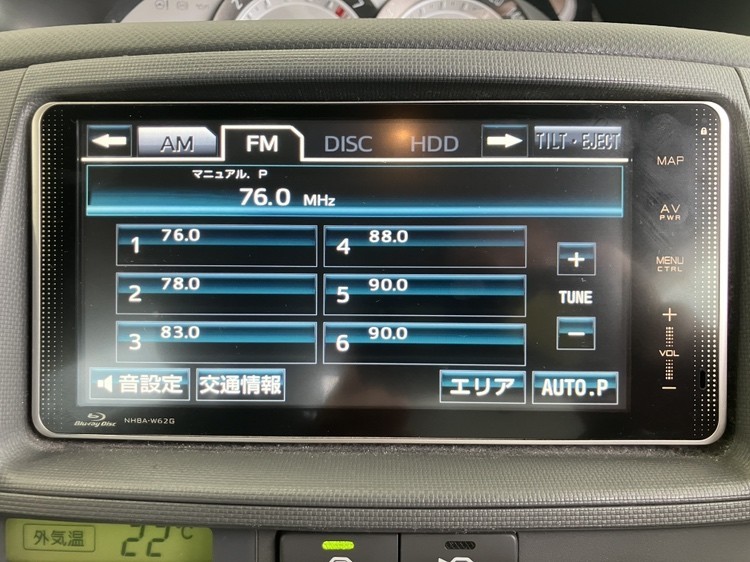 AM FM DISC HDD TILT・EJECT
マニュアル. P
76.0 MHz
1 76.0
4 88.0
2 78.0
5 90.0
3 83.0
6 90.0
+
TUNE
−
音設定 交通情報 エリア AUTO.P
MAP
AV
PWR
MENU
CTRL
+
VOL
−
Blu-ray Disc NHBA-W62G
外気温 22℃